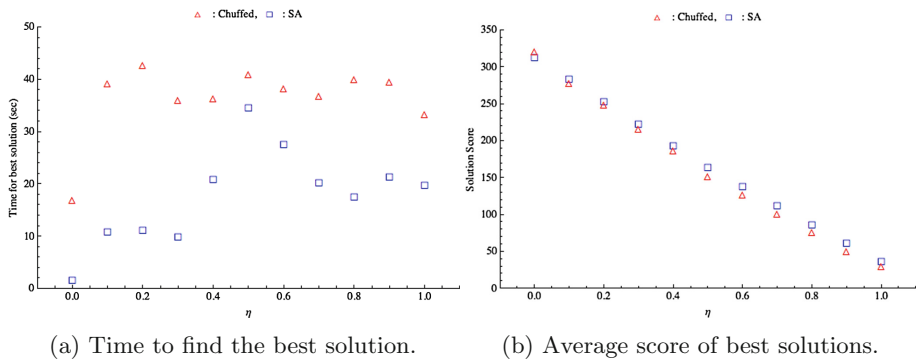 : Chuffed, : SA
50
40
30
20
10
0
Time for best solution (sec)
0.0 0.2 0.4 0.6 0.8 1.0
η
(a) Time to find the best solution.
: Chuffed, : SA
350
300
250
200
150
100
50
0
Solution Score
0.0 0.2 0.4 0.6 0.8 1.0
η
(b) Average score of best solutions.